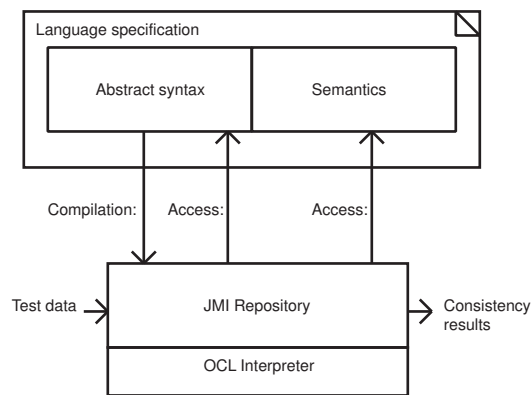 Language specification
Abstract syntax
Semantics
Compilation:
Access:
Access:
Test data
JMI Repository
Consistency
results
OCL Interpreter